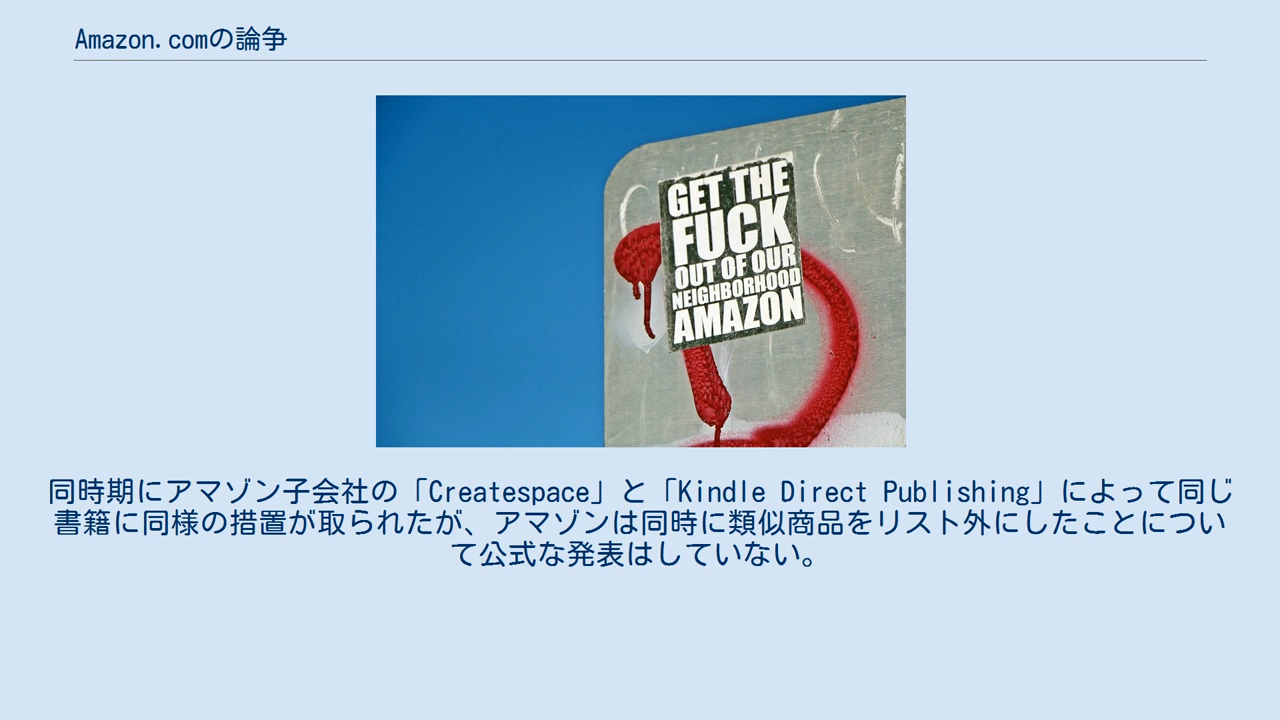 Amazon.comの論争
GET THE
FUCK
OUT OF OUR
NEIGHBORHOOD
AMAZON
同時期にアマゾン子会社の「Createspace」と「Kindle Direct Publishing」によって同じ
書籍に同様の措置が取られたが、アマゾンは同時に類似商品をリスト外にしたことについ
て公式な発表はしていない。